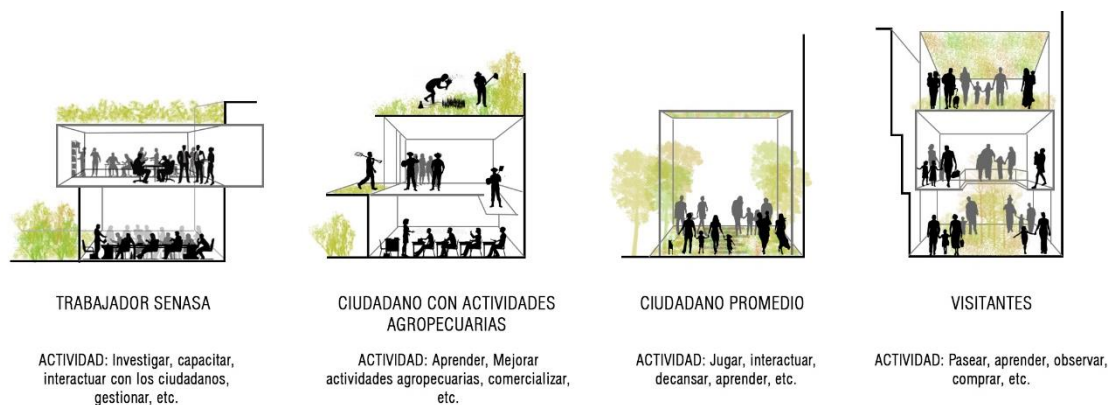 TRABAJADOR SENASA
ACTIVIDAD: Investigar, capacitar,
interactuar con los ciudadanos,
gestionar, etc.
CIUDADANO CON ACTIVIDADES
AGROPECUARIAS
ACTIVIDAD: Aprender, Mejorar
actividades agropecuarias, comercializar,
etc.
CIUDADANO PROMEDIO
ACTIVIDAD: Jugar, interactuar,
decansar, aprender, etc.
VISITANTES
ACTIVIDAD: Pasear, aprender, observar,
comprar, etc.